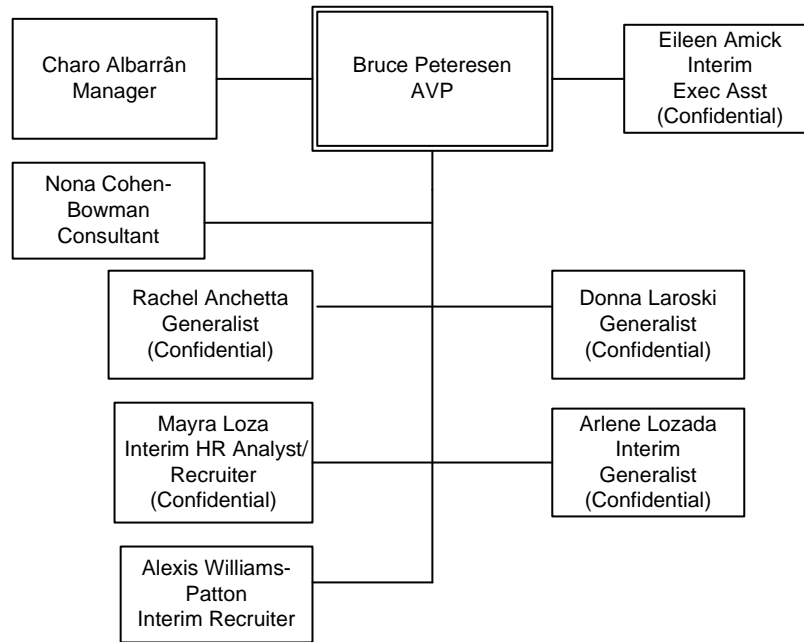 Charo Albarrân
Manager
Bruce Peteresen
AVP
Eileen Amick
Interim
Exec Asst
(Confidential)
Nona Cohen-
Bowman
Consultant
Rachel Anchetta
Generalist
(Confidential)
Donna Laroski
Generalist
(Confidential)
Mayra Loza
Interim HR Analyst/
Recruiter
(Confidential)
Arlene Lozada
Interim
Generalist
(Confidential)
Alexis Williams-
Patton
Interim Recruiter